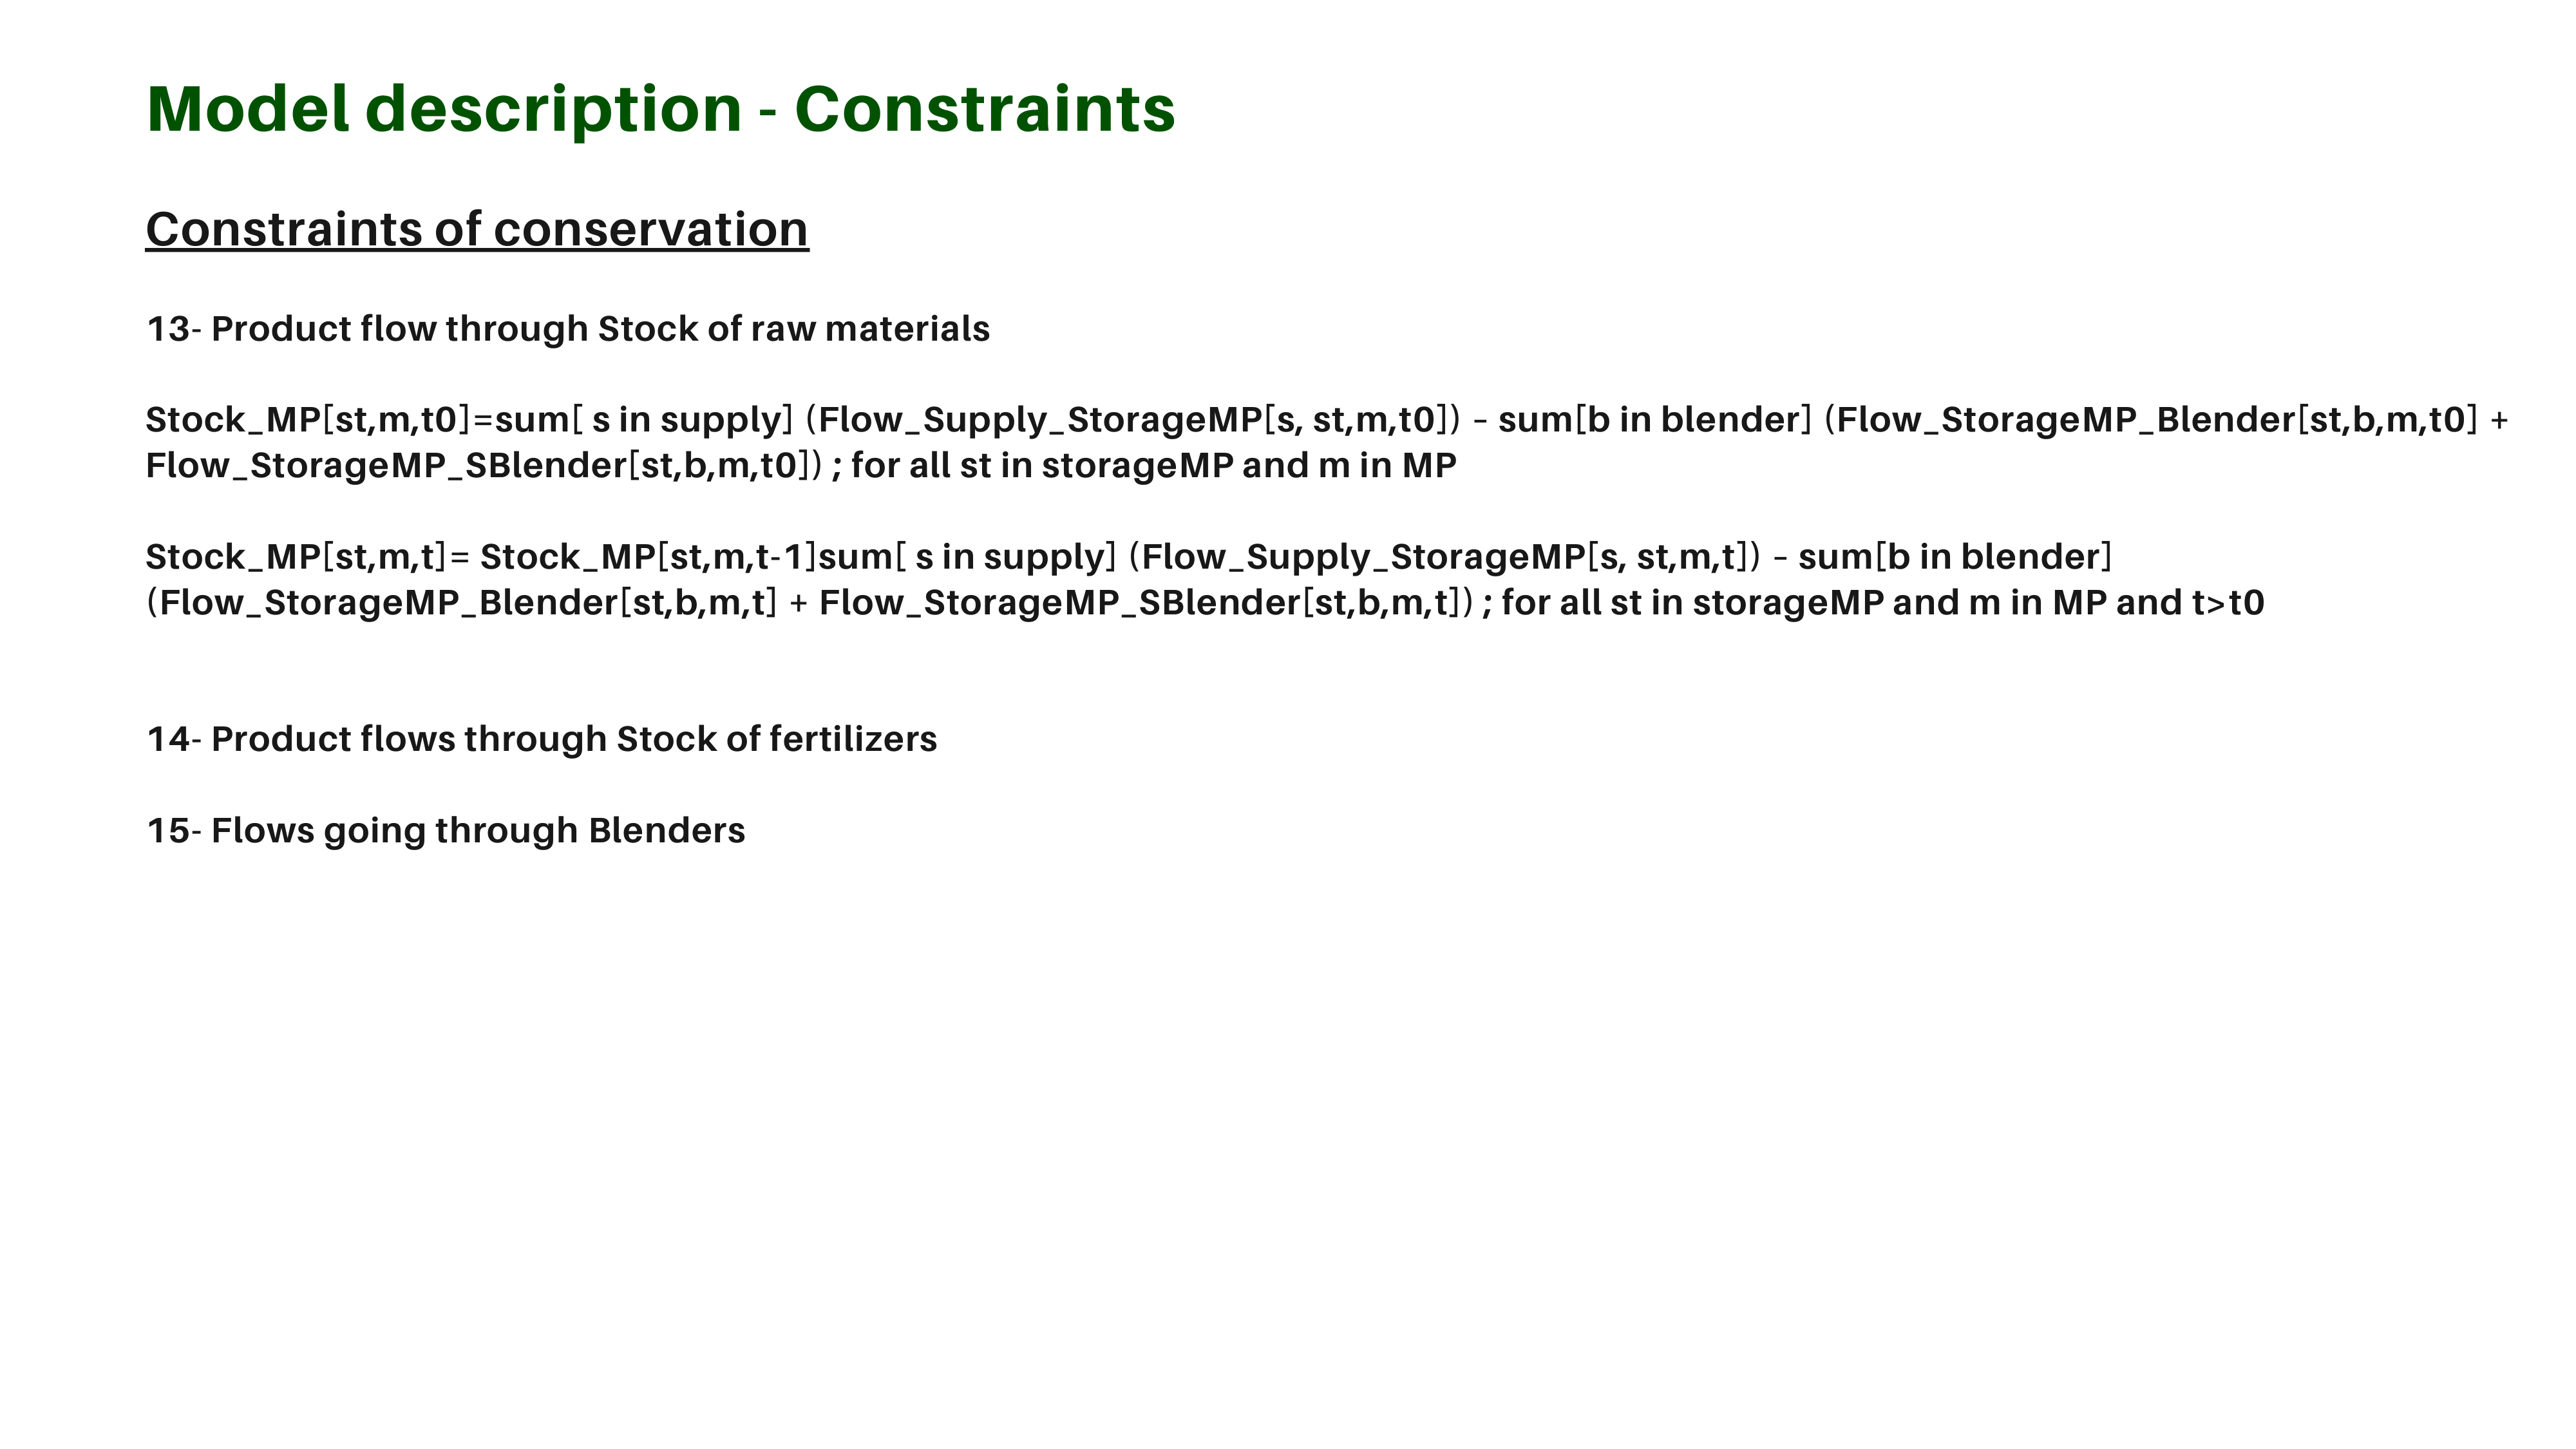 Model description - Constraints
Constraints of conservation
13- Product flow through Stock of raw materials
Stock_MP[st,m,t0]=sum[ s in supply] (Flow_Supply_StorageMP[s, st,m,t0]) – sum[b in blender] (Flow_StorageMP_Blender[st,b,m,t0] +
Flow_StorageMP_SBlender[st,b,m,t0]) ; for all st in storageMP and m in MP
Stock_MP[st,m,t]= Stock_MP[st,m,t-1]sum[ s in supply] (Flow_Supply_StorageMP[s, st,m,t]) – sum[b in blender]
(Flow_StorageMP_Blender[st,b,m,t] + Flow_StorageMP_SBlender[st,b,m,t]) ; for all st in storageMP and m in MP and t>t0
14- Product flows through Stock of fertilizers
15- Flows going through Blenders